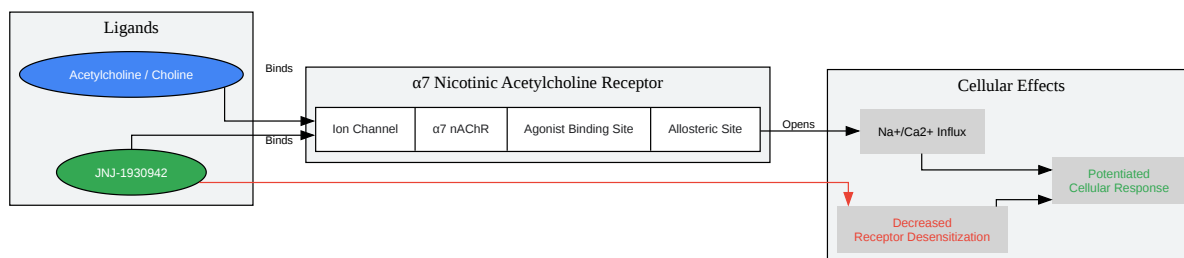 Ligands
Acetylcholine / Choline
JNJ-1930942
Binds
Binds
α7 Nicotinic Acetylcholine Receptor
Ion Channel
α7 nAChR
Agonist Binding Site
Allosteric Site
Opens
Cellular Effects
Na+/Ca2+ Influx
Potentiated
Cellular Response
Decreased
Receptor Desensitization